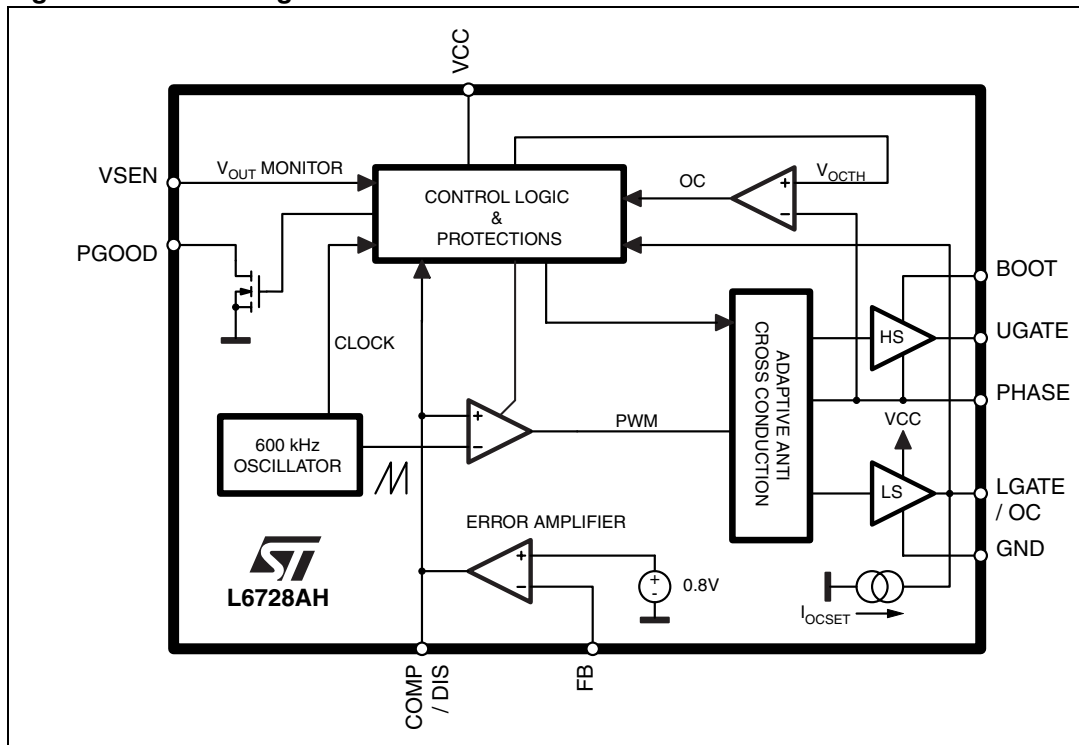 VCC
VSEN
VOUT MONITOR
PGOOD
CONTROL LOGIC
&
PROTECTIONS
OC
VOCTH
+
−
BOOT
HS
UGATE
CLOCK
ADAPTIVE ANTI
CROSS CONDUCTION
PHASE
600 kHz
OSCILLATOR
+
−
PWM
VCC
LS
LGATE
/ OC
GND
ERROR AMPLIFIER
+
−
+
-
0.8V
IOCSET
ST
L6728AH
COMP
/ DIS
FB